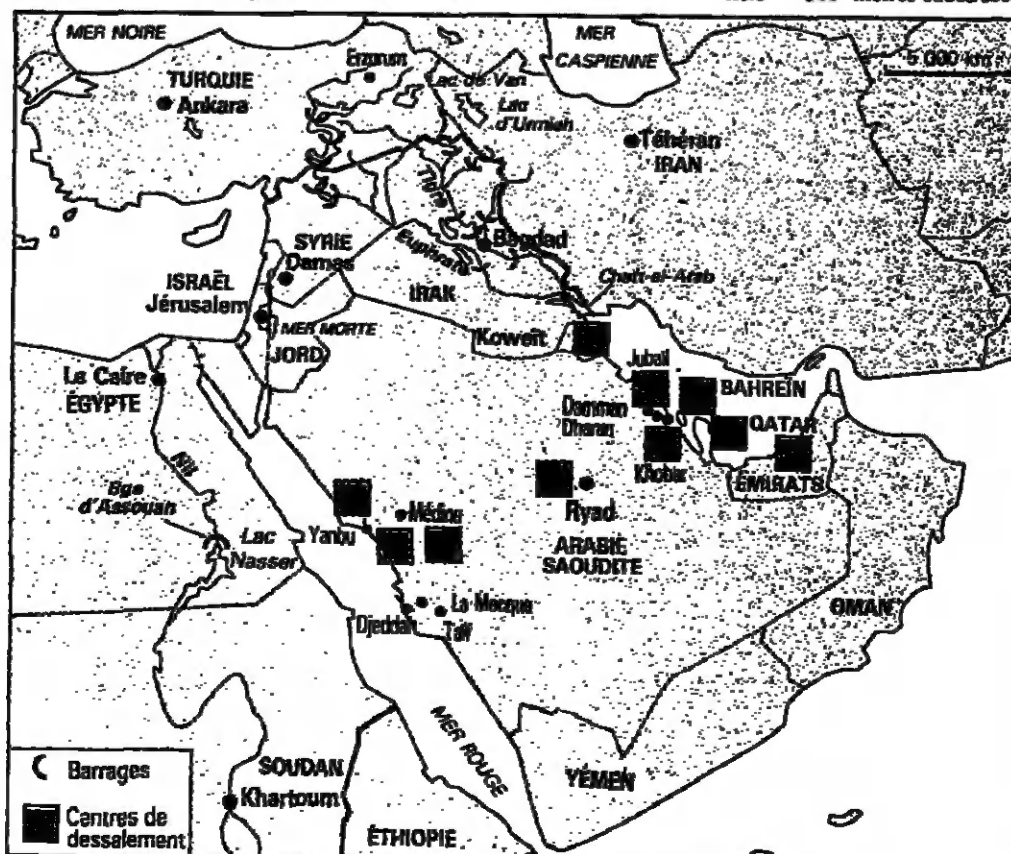 MER NOIRE
MER
CASPIENNE
5 000 km
TURQUIE
Ankara
Erzurum
Lac de Van
Lac
d'Urmiah
Téhéran
IRAN
Tigre
Bagdad
Euphrate
SYRIE
Damas
IRAK
Chatt-el-Arab
ISRAËL
Jérusalem
MER MORTE
JORD
Koweït
Le Caire
ÉGYPTE
Jubail
BAHREÏN
Dammam
Dharan
QATAR
Khobar
ÉMIRATS
Nil
Bge
d'Assouan
Lac
Nasser
Yanbu
Médine
Ryad
ARABIE
SAOUDITE
La Mecque
Djeddah
Taïf
OMAN
MER ROUGE
YÉMEN
SOUDAN
Khartoum
ÉTHIOPIE
Barrages
Centres de
dessalement